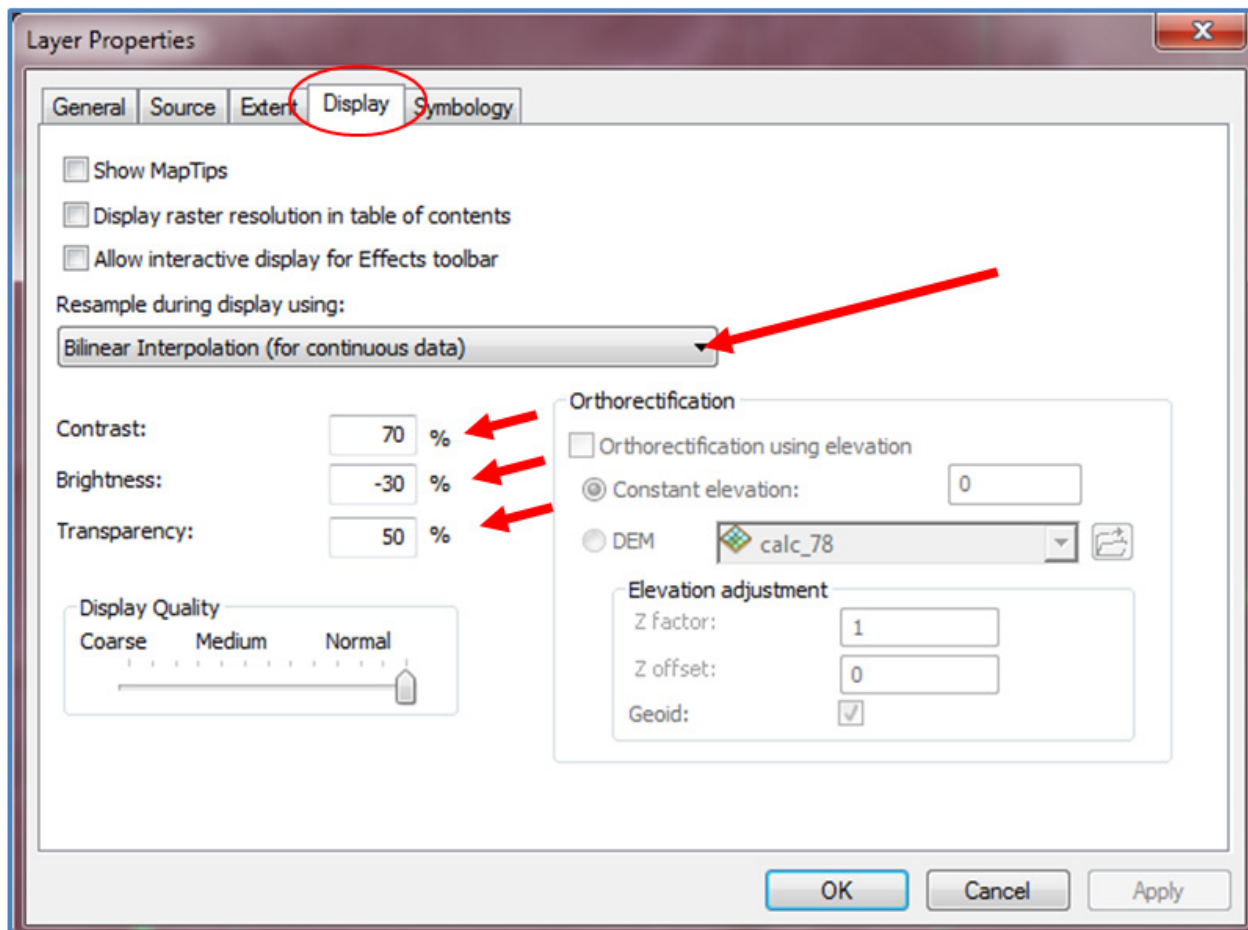 Layer Properties
General Source Extent Display Symbology
Show MapTips
Display raster resolution in table of contents
Allow interactive display for Effects toolbar
Resample during display using:
Bilinear Interpolation (for continuous data)
Contrast: 70 %
Brightness: -30 %
Transparency: 50 %
Display Quality
Coarse Medium Normal
Orthorectification
Orthorectification using elevation
Constant elevation: 0
DEM calc_78
Elevation adjustment
Z factor: 1
Z offset: 0
Geoid:
OK Cancel Apply